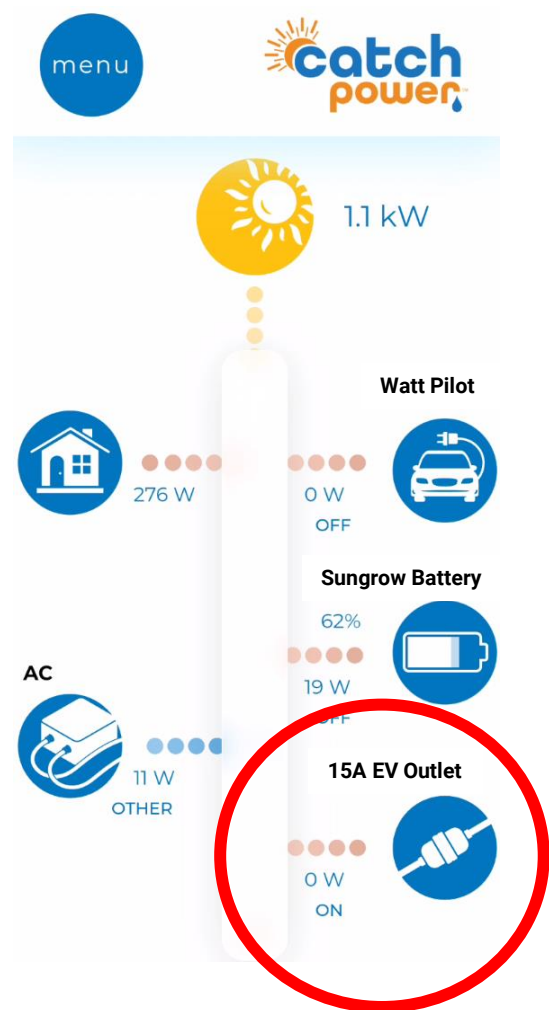 menu
catch
power
1.1 kW
Watt Pilot
276 W
0 W
OFF
Sungrow Battery
62%
19 W
OFF
AC
11 W
OTHER
15A EV Outlet
0 W
ON